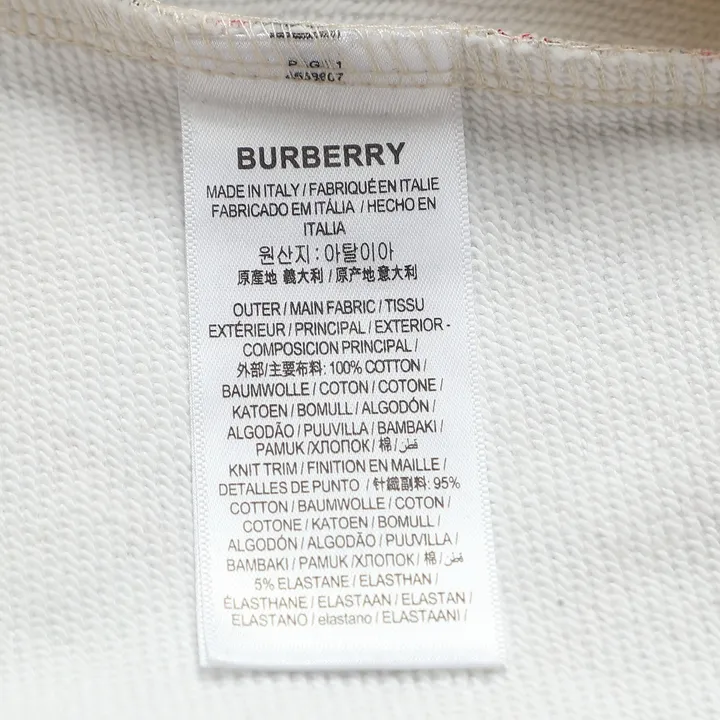 BURBERRY
MADE IN ITALY / FABRIQUÉ EN ITALIE
FABRICADO EM ITÁLIA / HECHO EN
ITALIA
원산지 : 아탈이아
原產地 義大利 / 原产地 意大利
OUTER / MAIN FABRIC / TISSU
EXTÉRIEUR / PRINCIPAL / EXTERIOR -
COMPOSICION PRINCIPAL /
外部/主要布料: 100% COTTON /
BAUMWOLLE / COTON / COTONE /
KATOEN / BOMULL / ALGODÓN /
ALGODÃO / PUUVILLA / BAMBAKI /
PAMUK /ХЛОПОК / 棉 / قطن
KNIT TRIM / FINITION EN MAILLE /
DETALLES DE PUNTO / 針織副料: 95%
COTTON / BAUMWOLLE / COTON /
COTONE / KATOEN / BOMULL /
ALGODÓN / ALGODÃO / PUUVILLA /
BAMBAKI / PAMUK /ХЛОПОК / 棉 / قطن
5% ELASTANE / ELASTHAN /
ÉLASTHANE / ELASTAAN / ELASTAN /
ELASTANO / elastano / ELASTAANI /